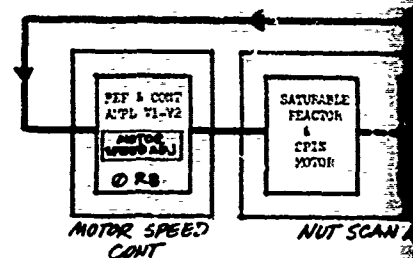 REF & CONT
AMPL V1-V2
MOTOR
SPEED ADJ
R8
MOTOR SPEED
CONT
SATURABLE
REACTOR
&
SPIN
MOTOR
NUT SCAN